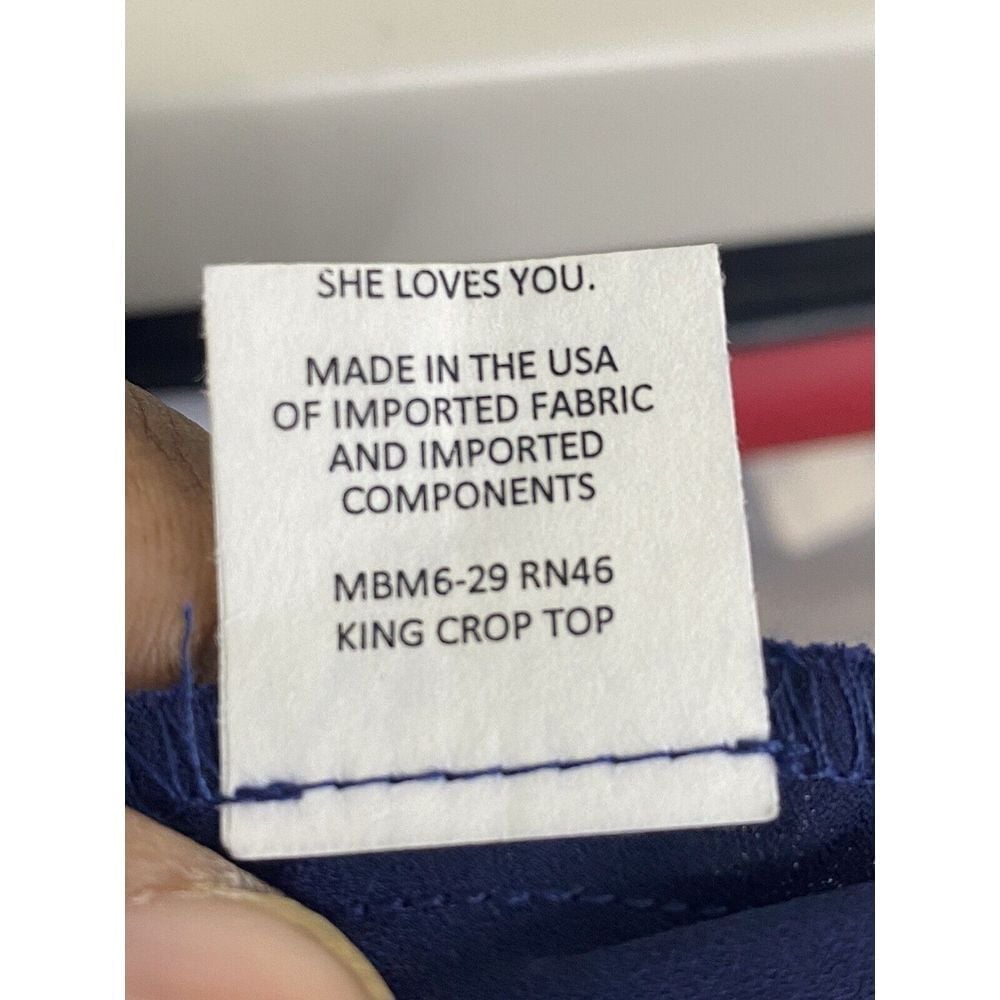 SHE LOVES YOU.
MADE IN THE USA
OF IMPORTED FABRIC
AND IMPORTED
COMPONENTS
MBM6-29 RN46
KING CROP TOP